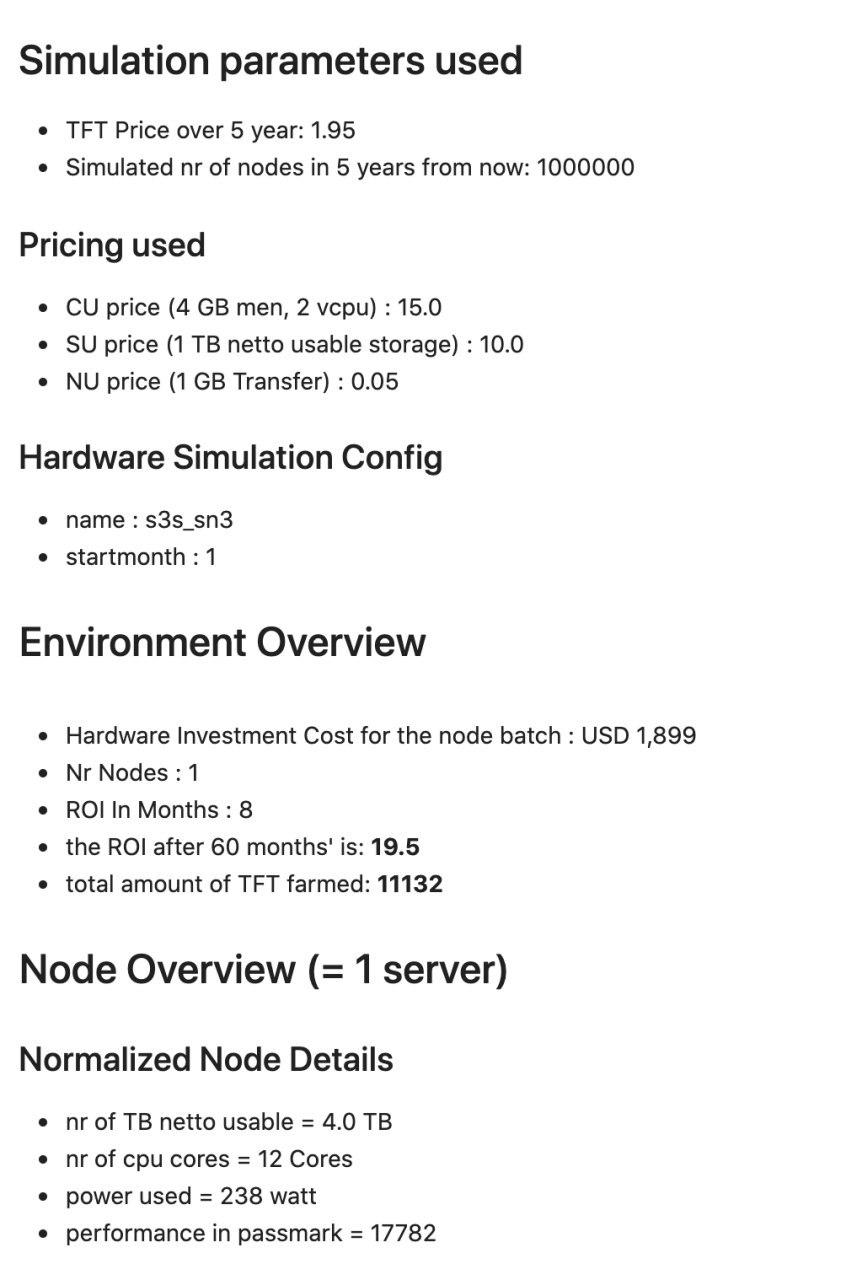 Simulation parameters used
• TFT Price over 5 year: 1.95
• Simulated nr of nodes in 5 years from now: 1000000
Pricing used
• CU price (4 GB men, 2 vcpu) : 15.0
• SU price (1 TB netto usable storage) : 10.0
• NU price (1 GB Transfer) : 0.05
Hardware Simulation Config
• name : s3s_sn3
• startmonth : 1
Environment Overview
• Hardware Investment Cost for the node batch : USD 1,899
• Nr Nodes : 1
• ROI In Months : 8
• the ROI after 60 months' is: 19.5
• total amount of TFT farmed: 11132
Node Overview (= 1 server)
Normalized Node Details
• nr of TB netto usable = 4.0 TB
• nr of cpu cores = 12 Cores
• power used = 238 watt
• performance in passmark = 17782